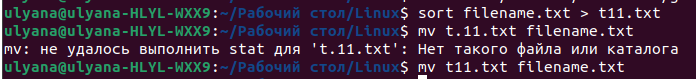 ulyana@ulyana-HLYL-WXX9:~/Рабочий стол/Linux$ sort filename.txt > t11.txt
ulyana@ulyana-HLYL-WXX9:~/Рабочий стол/Linux$ mv t.11.txt filename.txt
mv: не удалось выполнить stat для 't.11.txt': Нет такого файла или каталога
ulyana@ulyana-HLYL-WXX9:~/Рабочий стол/Linux$ mv t11.txt filename.txt